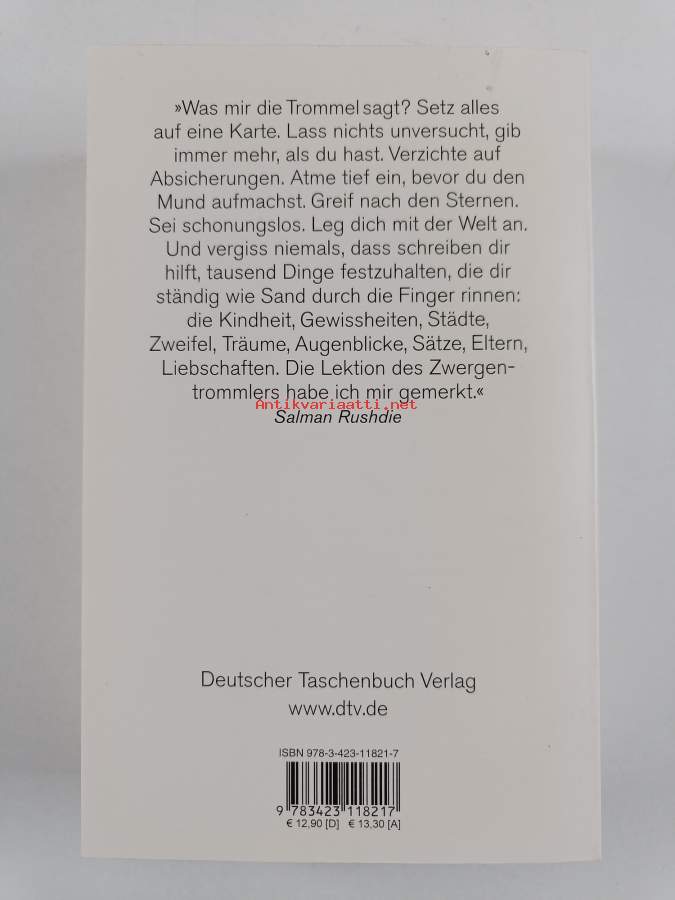 »Was mir die Trommel sagt? Setz alles
auf eine Karte. Lass nichts unversucht, gib
immer mehr, als du hast. Verzichte auf
Absicherungen. Atme tief ein, bevor du den
Mund aufmachst. Greif nach den Sternen.
Sei schonungslos. Leg dich mit der Welt an.
Und vergiss niemals, dass schreiben dir
hilft, tausend Dinge festzuhalten, die dir
ständig wie Sand durch die Finger rinnen:
die Kindheit, Gewissheiten, Städte,
Zweifel, Träume, Augenblicke, Sätze, Eltern,
Liebschaften. Die Lektion des Zwergen-
trommlers habe ich mir gemerkt.«
Antikvariaatti.net
Salman Rushdie
Deutscher Taschenbuch Verlag
www.dtv.de
ISBN 978-3-423-11821-7
9 783423 118217
€ 12,90 [D] € 13,30 [A]